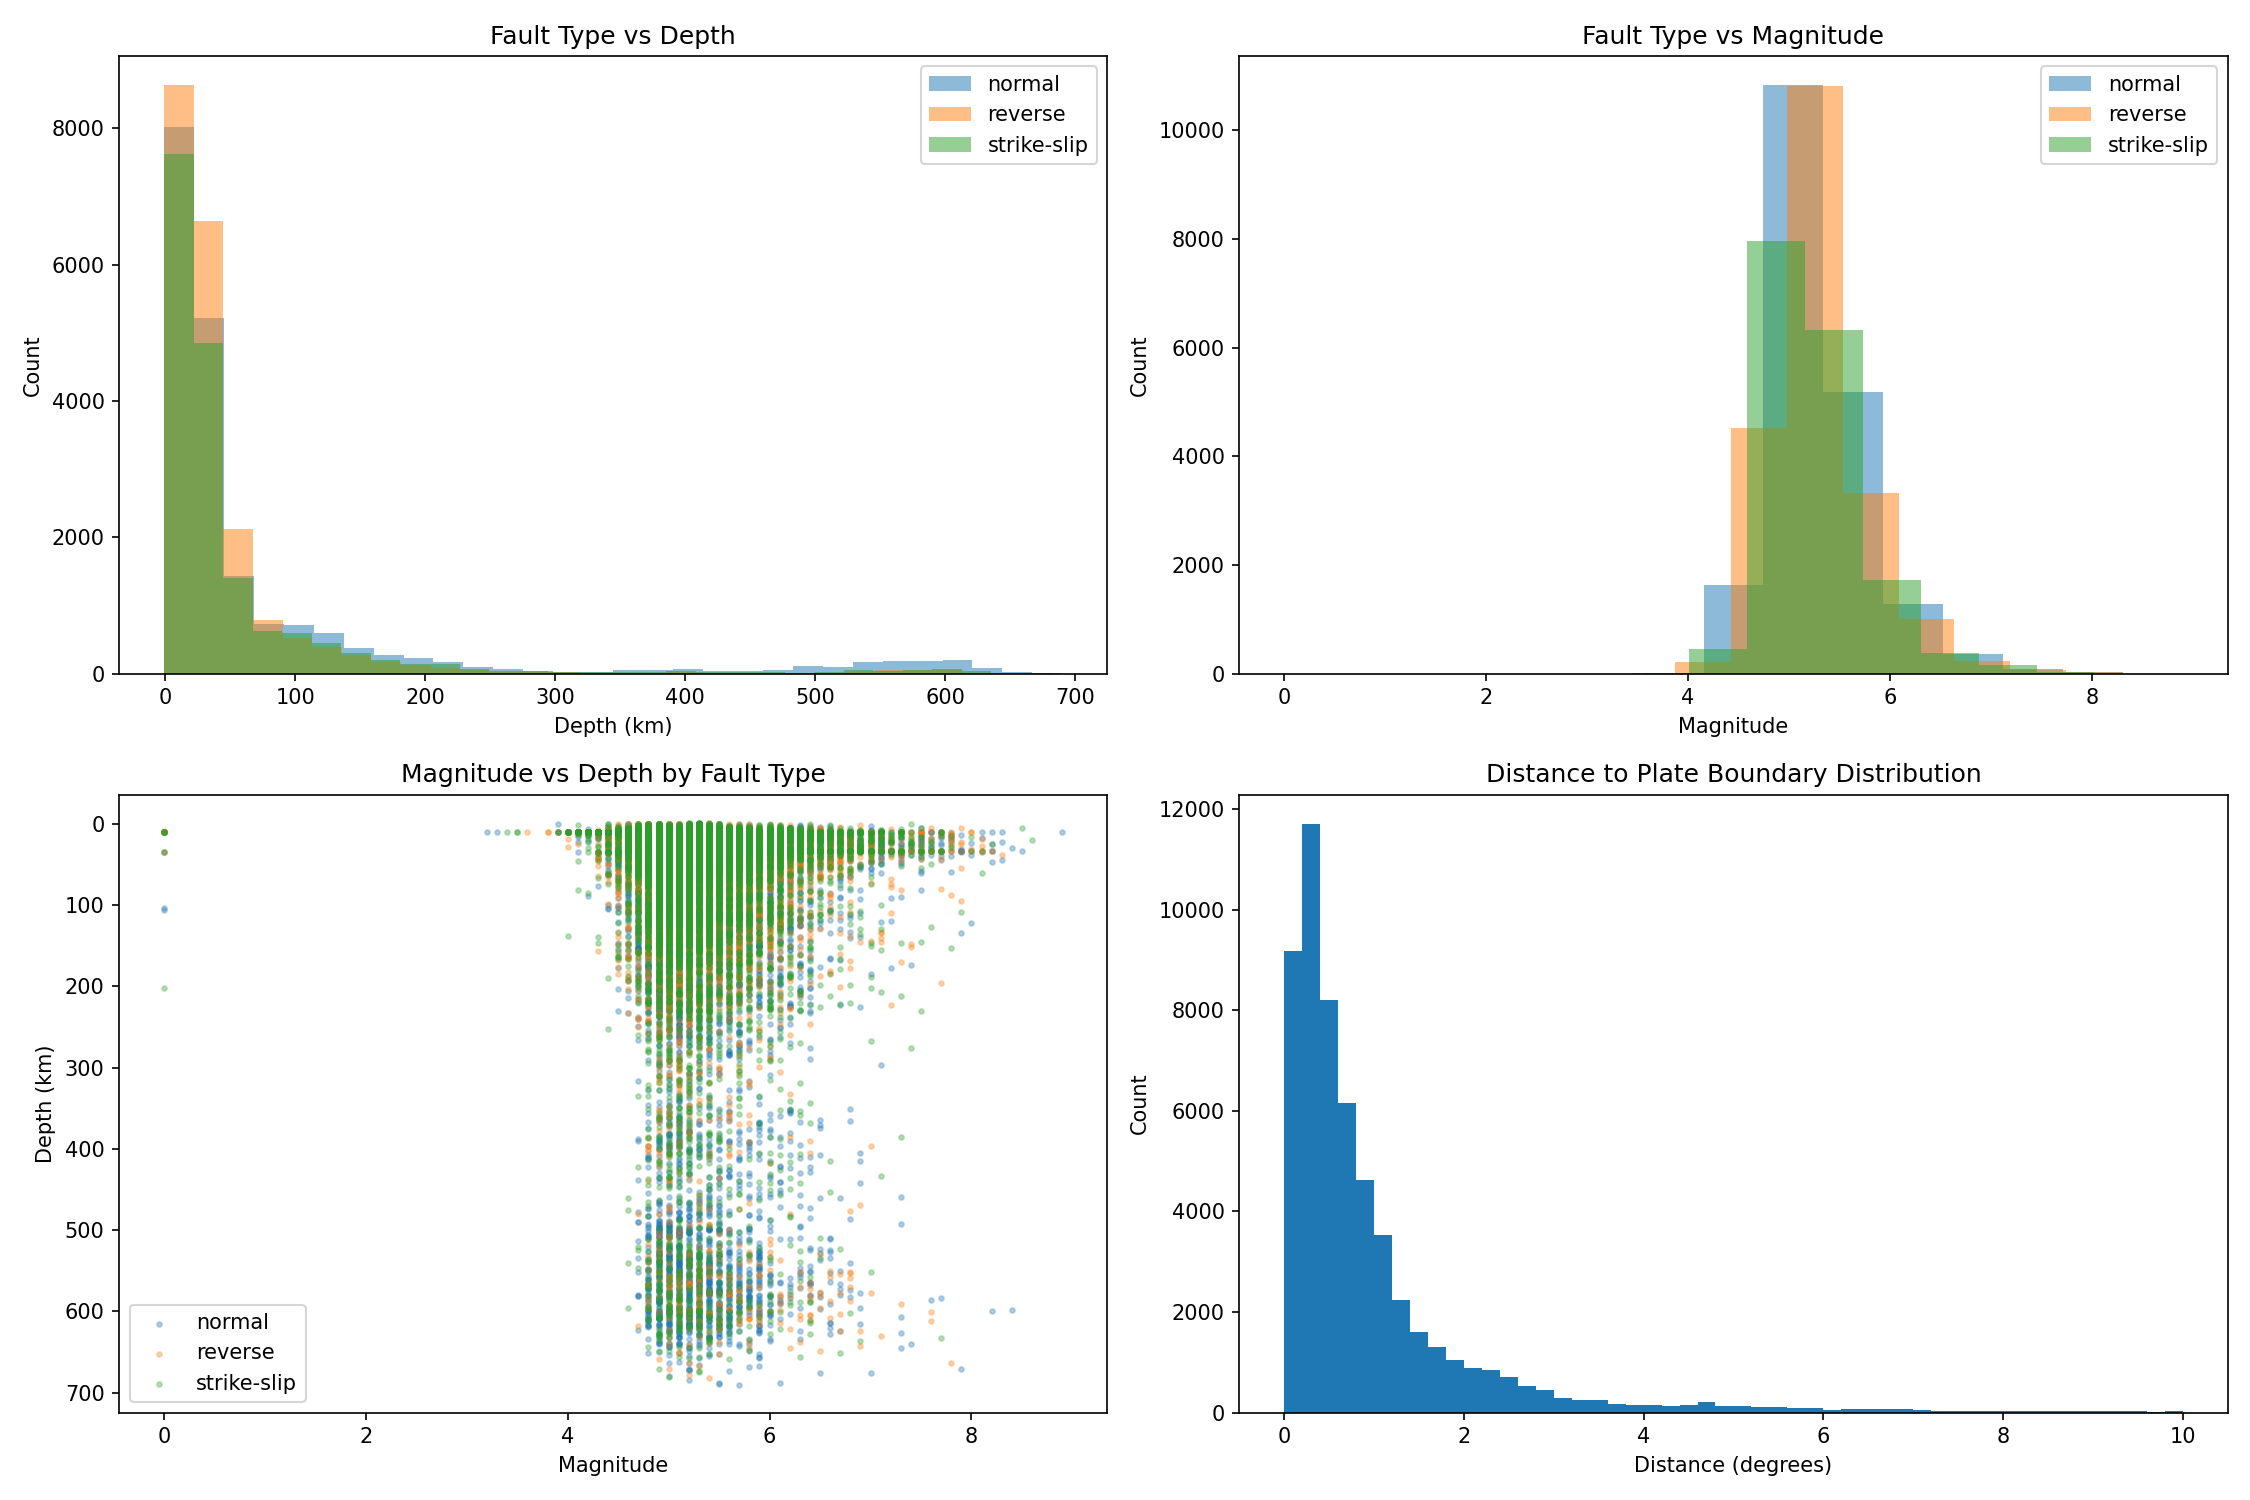 Fault Type vs Depth
normal
reverse
strike-slip
8000
6000
4000
2000
0
Count
0 100 200 300 400 500 600 700
Depth (km)
Fault Type vs Magnitude
normal
reverse
strike-slip
10000
8000
6000
4000
2000
0
Count
0 2 4 6 8
Magnitude
Magnitude vs Depth by Fault Type
0
100
200
300
400
500
600
700
Depth (km)
normal
reverse
strike-slip
0 2 4 6 8
Magnitude
Distance to Plate Boundary Distribution
12000
10000
8000
6000
4000
2000
0
Count
0 2 4 6 8 10
Distance (degrees)